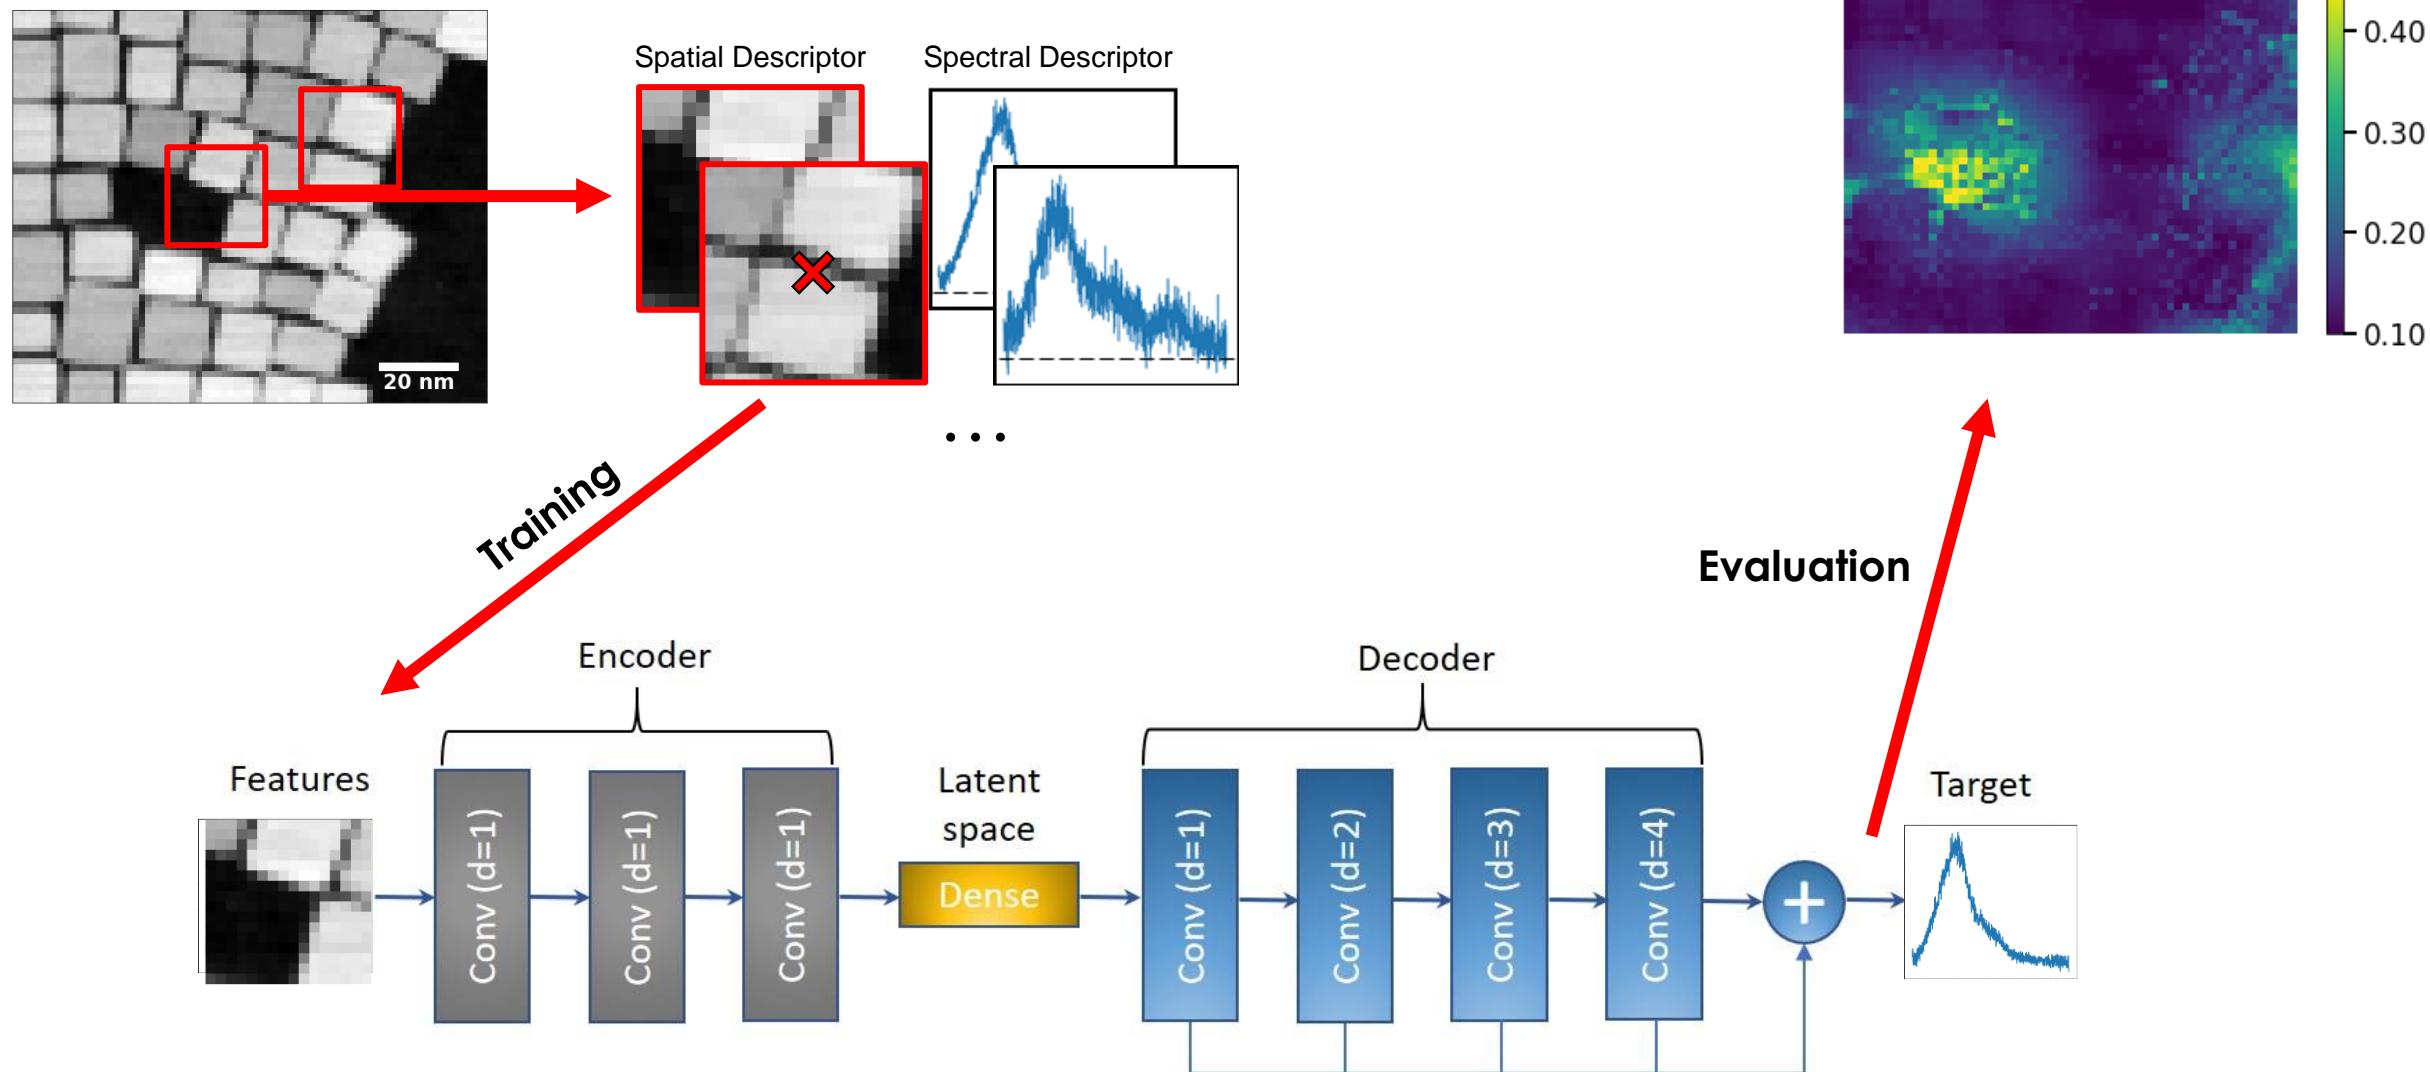 Spatial Descriptor
Spectral Descriptor
20 nm
0.40
0.30
0.20
0.10
...
Training
Evaluation
Encoder
Decoder
Features
Conv (d=1)
Conv (d=1)
Conv (d=1)
Latent
space
Dense
Conv (d=1)
Conv (d=2)
Conv (d=3)
Conv (d=4)
+
Target